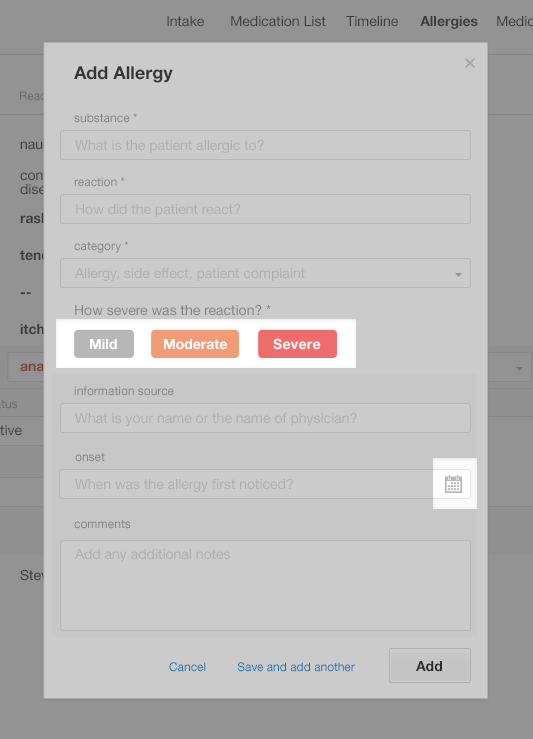 Intake Medication List Timeline Allergies Medic
Add Allergy ×
Reac
substance *
What is the patient allergic to?
nau
con
dise
reaction *
How did the patient react?
rasl
category *
tend
Allergy, side effect, patient complaint
--
How severe was the reaction? *
itch
Mild Moderate Severe
ana
information source
tus
What is your name or the name of physician?
tive
onset
When was the allergy first noticed?
comments
Add any additional notes
Stev
Cancel Save and add another Add